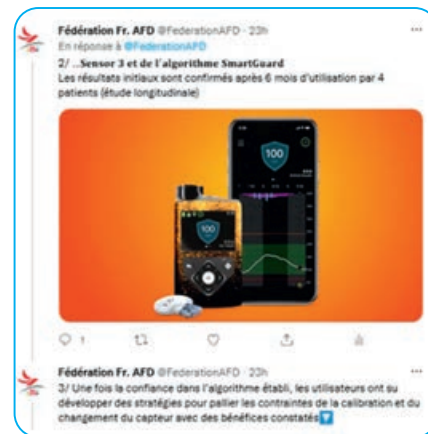 Fédération Fr. AFD @FederationAFD · 23h
En réponse à @FederationAFD
2/ ..Sensor 3 et de l'algorithme SmartGuard
Les résultats initiaux sont confirmés après 6 mois d'utilisation par 4
patients (étude longitudinale)
100
100
1
Fédération Fr. AFD @FederationAFD · 23h
3/ Une fois la confiance dans l'algorithme établi, les utilisateurs ont su
développer des stratégies pour pallier les contraintes de la calibration et du
changement du capteur avec des bénéfices constatés